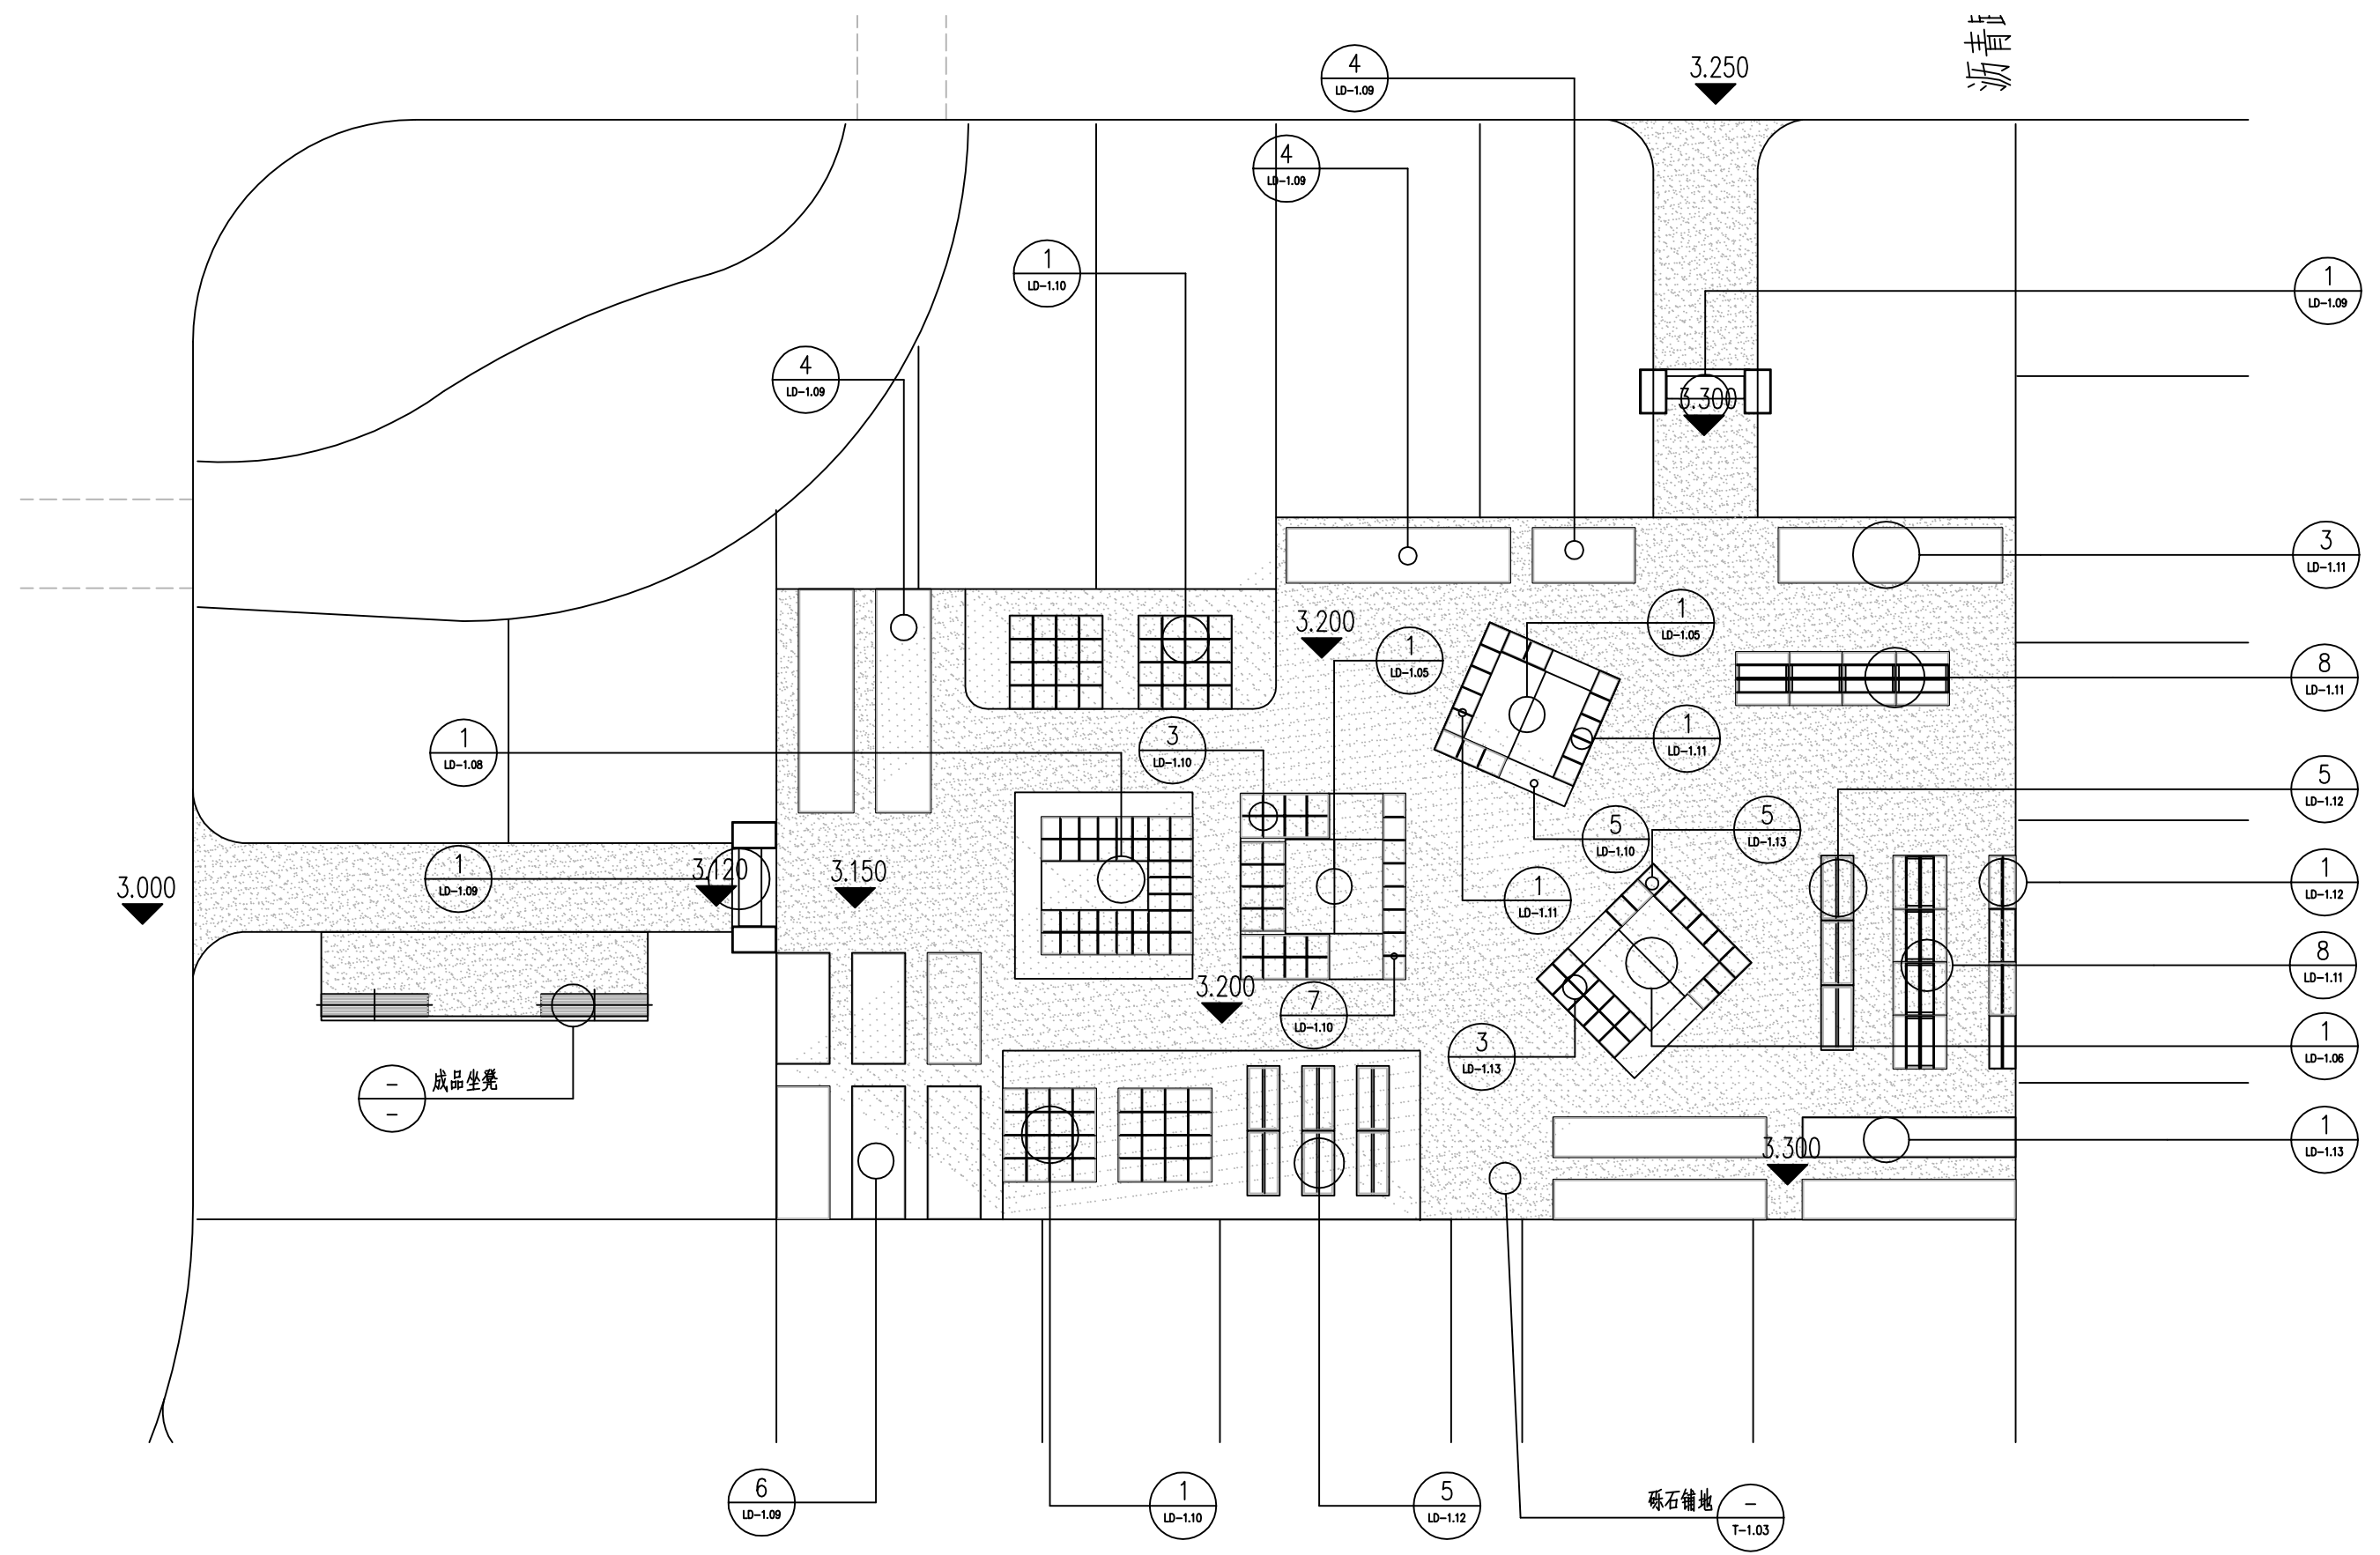 沥青
4
LD-1.09
3.250
4
LD-1.09
1
LD-1.10
1
LD-1.09
4
LD-1.09
3.300
3
LD-1.11
3.200
1
LD-1.05
1
LD-1.05
8
LD-1.11
1
LD-1.08
3
LD-1.10
1
LD-1.11
5
LD-1.12
5
LD-1.10
5
LD-1.13
3.000
1
LD-1.09
3.120
3.150
1
LD-1.11
1
LD-1.12
3.200
7
LD-1.10
8
LD-1.11
3
LD-1.13
1
LD-1.06
–
–
成品坐凳
3.300
1
LD-1.13
6
LD-1.09
1
LD-1.10
5
LD-1.12
砾石铺地
–
T-1.03